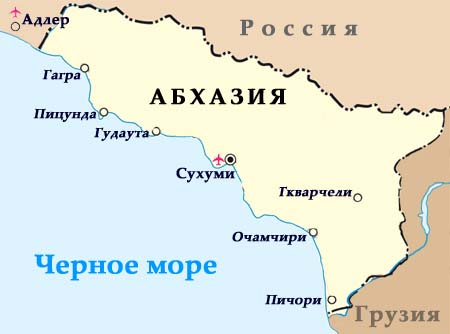 Адлер
Россия
Гагра
АБХАЗИЯ
Пицунда
Гудаута
Сухуми
Гкварчели
Очамчири
Черное море
Пичори
Грузия